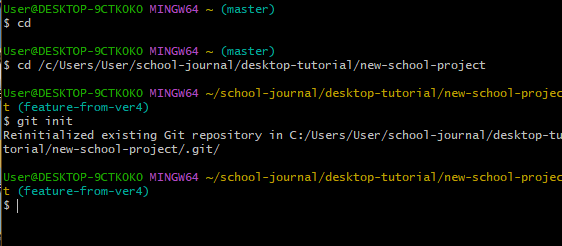 User@DESKTOP-9CTKOKO MINGW64 ~ (master)
$ cd
User@DESKTOP-9CTKOKO MINGW64 ~ (master)
$ cd /c/Users/User/school-journal/desktop-tutorial/new-school-project
User@DESKTOP-9CTKOKO MINGW64 ~/school-journal/desktop-tutorial/new-school-projec
t (feature-from-ver4)
$ git init
Reinitialized existing Git repository in C:/Users/User/school-journal/desktop-tu
torial/new-school-project/.git/
User@DESKTOP-9CTKOKO MINGW64 ~/school-journal/desktop-tutorial/new-school-projec
t (feature-from-ver4)
$